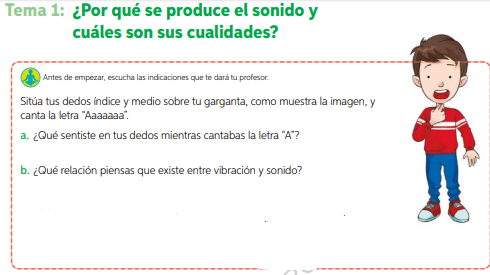 Tema 1: ¿Por qué se produce el sonido y
cuáles son sus cualidades?
Antes de empezar, escucha las indicaciones que te dará tu profesor.
Sitúa tus dedos índice y medio sobre tu garganta, como muestra la imagen, y
canta la letra "Aaaaaaa".
a. ¿Qué sentiste en tus dedos mientras cantabas la letra "A"?
b. ¿Qué relación piensas que existe entre vibración y sonido?